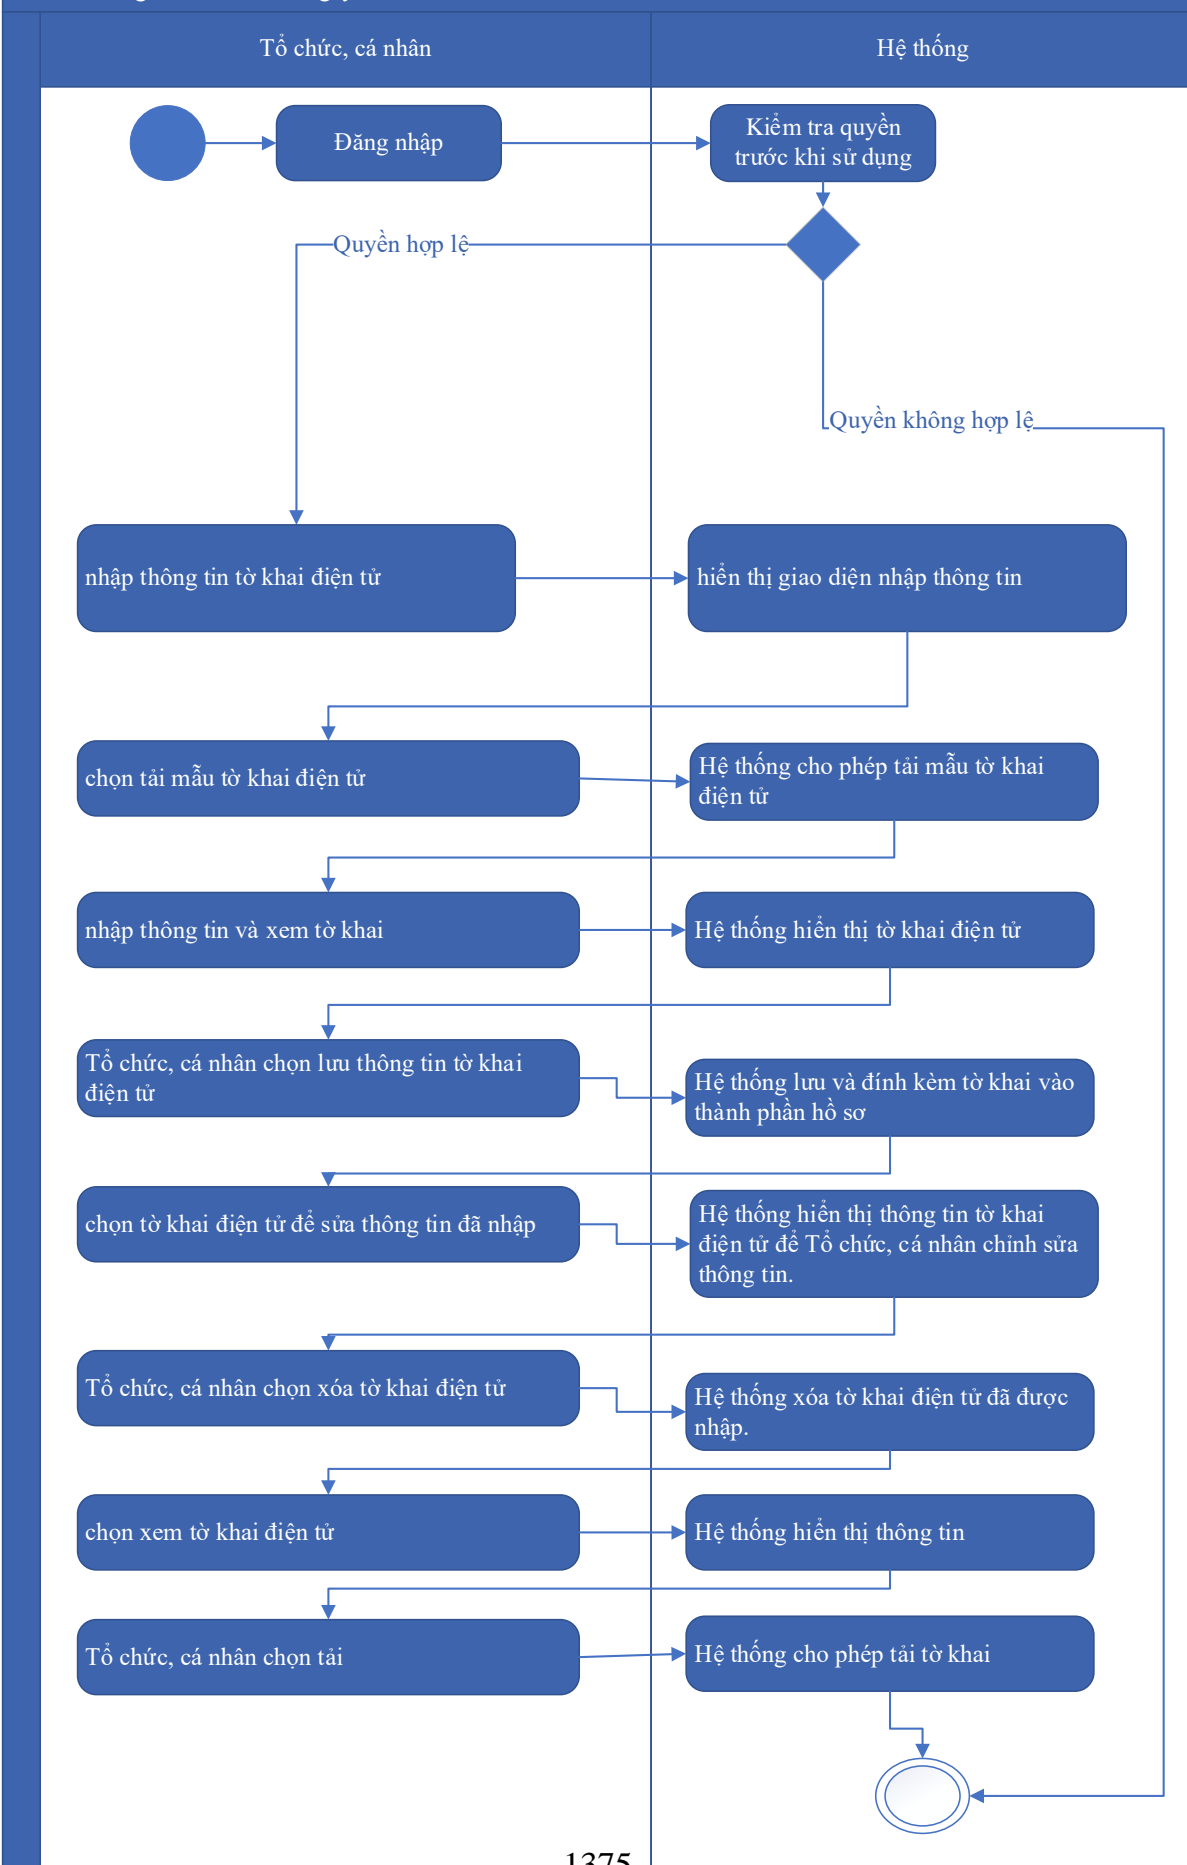 Tổ chức, cá nhân
Hệ thống
Đăng nhập
Kiểm tra quyền
trước khi sử dụng
Quyền hợp lệ
Quyền không hợp lệ
nhập thông tin tờ khai điện tử
hiển thị giao diện nhập thông tin
chọn tải mẫu tờ khai điện tử
Hệ thống cho phép tải mẫu tờ khai
điện tử
nhập thông tin và xem tờ khai
Hệ thống hiển thị tờ khai điện tử
Tổ chức, cá nhân chọn lưu thông tin tờ khai
điện tử
Hệ thống lưu và đính kèm tờ khai vào
thành phần hồ sơ
chọn tờ khai điện tử để sửa thông tin đã nhập
Hệ thống hiển thị thông tin tờ khai
điện tử để Tổ chức, cá nhân chỉnh sửa
thông tin.
Tổ chức, cá nhân chọn xóa tờ khai điện tử
Hệ thống xóa tờ khai điện tử đã được
nhập.
chọn xem tờ khai điện tử
Hệ thống hiển thị thông tin
Tổ chức, cá nhân chọn tải
Hệ thống cho phép tải tờ khai
1375